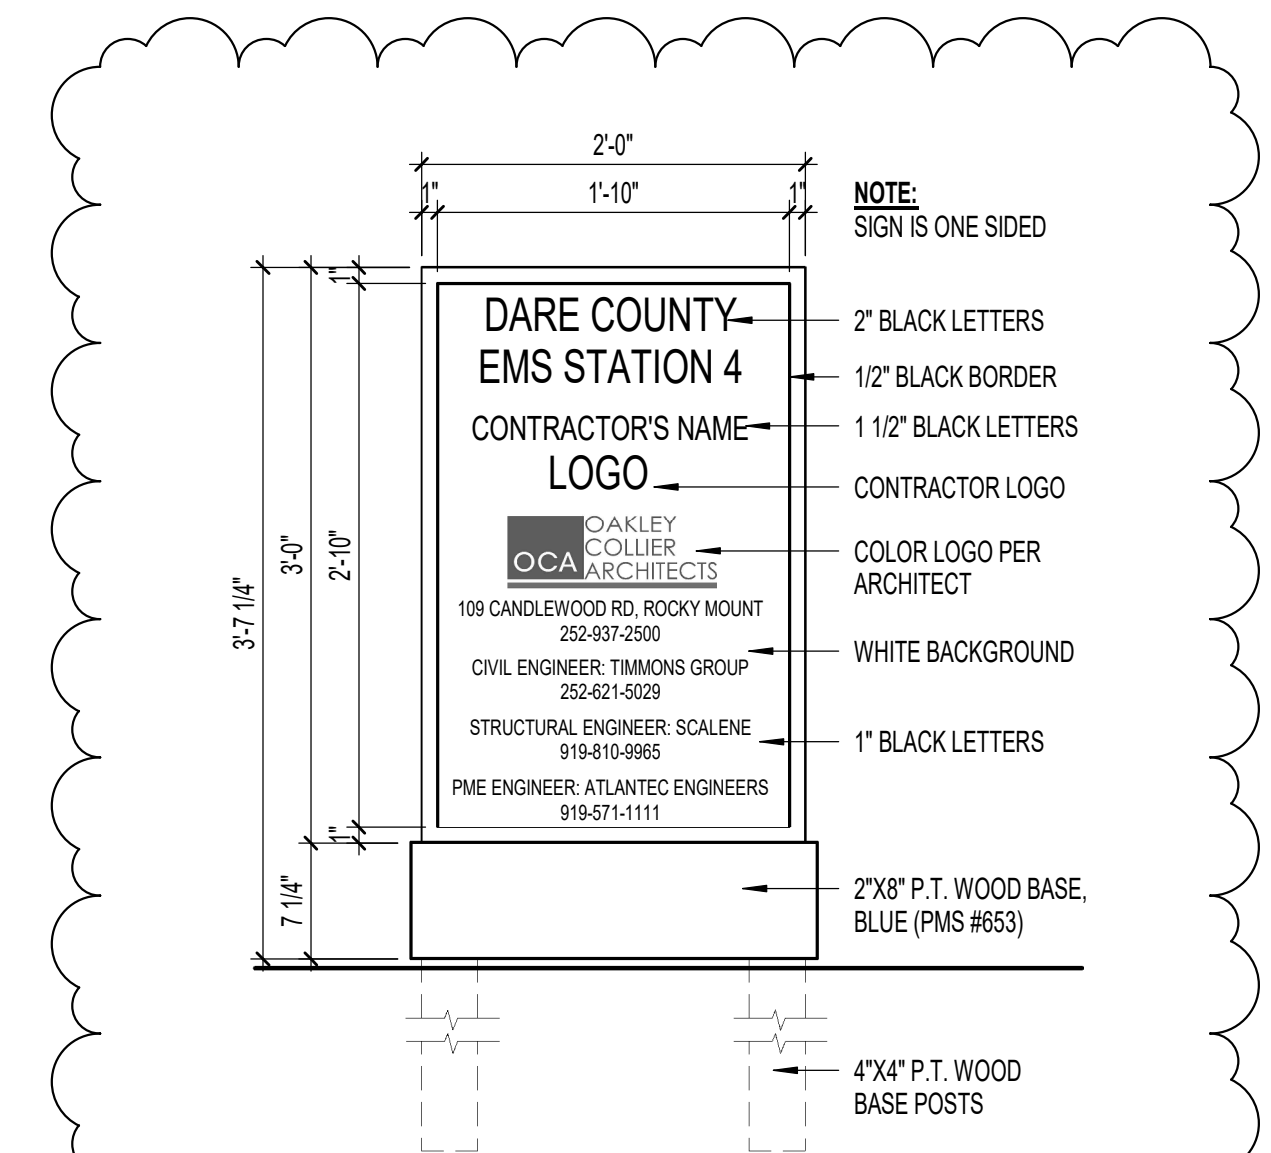 2'-0"
1"
1'-10"
1"
NOTE:
SIGN IS ONE SIDED
1"
DARE COUNTY
EMS STATION 4
2" BLACK LETTERS
1/2" BLACK BORDER
CONTRACTOR'S NAME
1 1/2" BLACK LETTERS
LOGO
CONTRACTOR LOGO
OCA
OAKLEY
COLLIER
ARCHITECTS
COLOR LOGO PER
ARCHITECT
3'-7 1/4"
3'-0"
2'-10"
109 CANDLEWOOD RD, ROCKY MOUNT
252-937-2500
WHITE BACKGROUND
CIVIL ENGINEER: TIMMONS GROUP
252-621-5029
STRUCTURAL ENGINEER: SCALENE
919-810-9965
1" BLACK LETTERS
PME ENGINEER: ATLANTEC ENGINEERS
919-571-1111
1"
7 1/4"
2"X8" P.T. WOOD BASE,
BLUE (PMS #653)
4"X4" P.T. WOOD
BASE POSTS